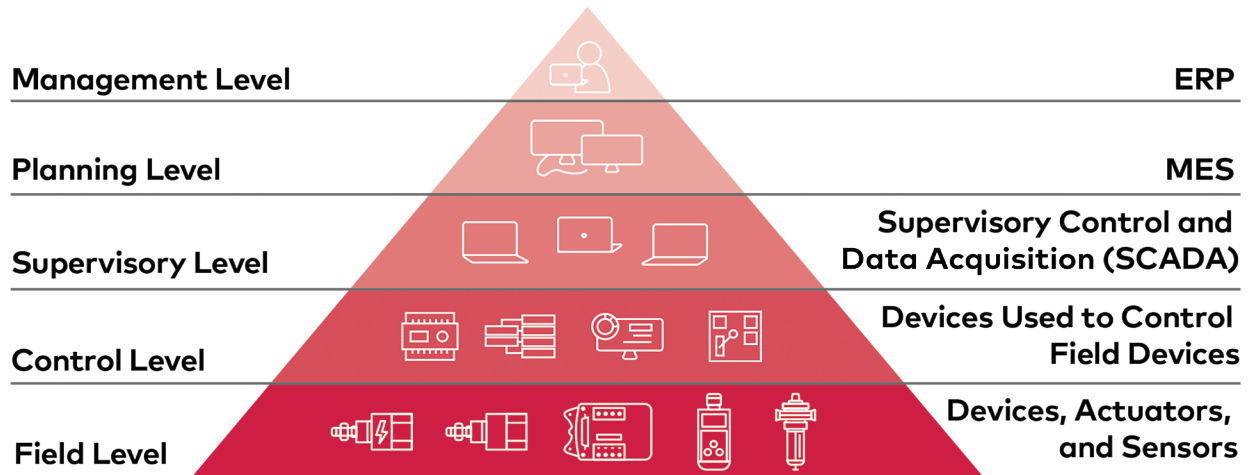 Management Level
ERP
Planning Level
MES
Supervisory Level
Supervisory Control and
Data Acquisition (SCADA)
Control Level
Devices Used to Control
Field Devices
Field Level
Devices, Actuators,
and Sensors